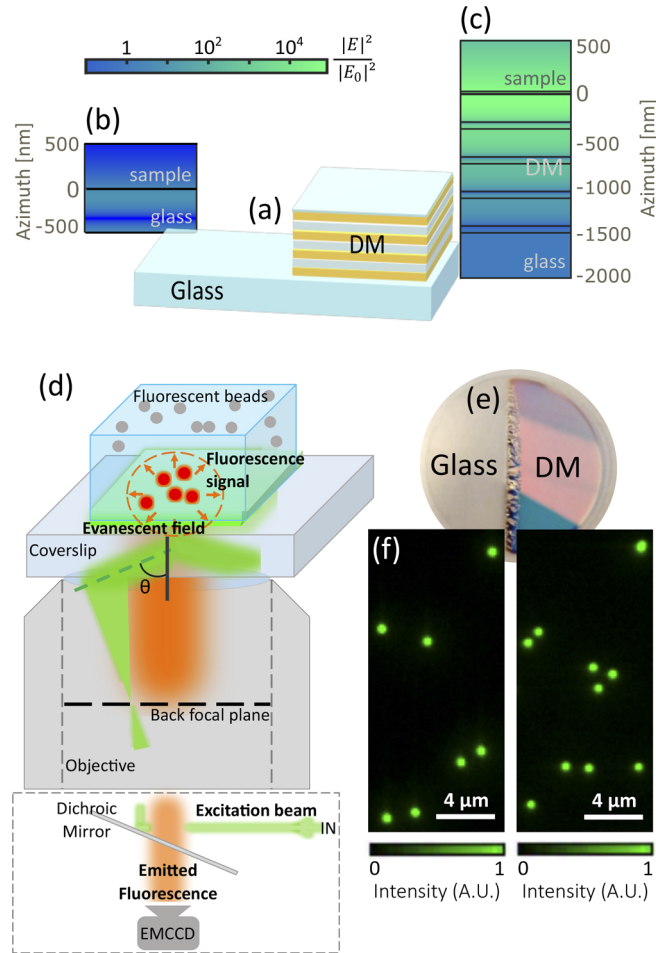 (c)
1
10²
10⁴
|E|²
|E₀|²
(b)
500
0
-500
Azimuth [nm]
sample
glass
(a)
DM
Glass
500
0
-500
-1000
-1500
-2000
Azimuth [nm]
sample
DM
glass
(d)
Fluorescent beads
Fluorescence
signal
Evanescent field
Coverslip
θ
Back focal plane
Objective
Dichroic
Mirror
Excitation beam
IN
Emitted
Fluorescence
EMCCD
(e)
Glass
DM
(f)
4 µm
4 µm
0
1
0
1
Intensity (A.U.)
Intensity (A.U.)